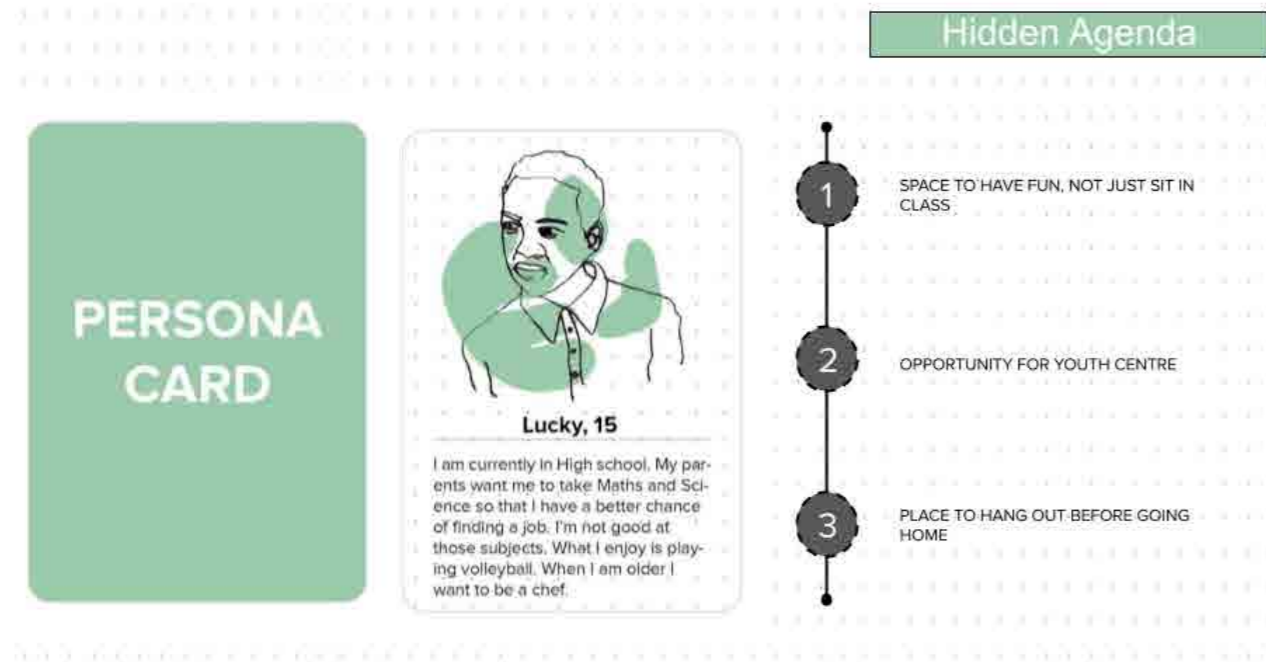 Hidden Agenda
PERSONA
CARD
Lucky, 15
I am currently in High school. My par-
ents want me to take Maths and Sci-
ence so that I have a better chance
of finding a job. I'm not good at
those subjects. What I enjoy is play-
ing volleyball. When I am older I
want to be a chef.
1
SPACE TO HAVE FUN, NOT JUST SIT IN
CLASS
2
OPPORTUNITY FOR YOUTH CENTRE
3
PLACE TO HANG OUT BEFORE GOING
HOME